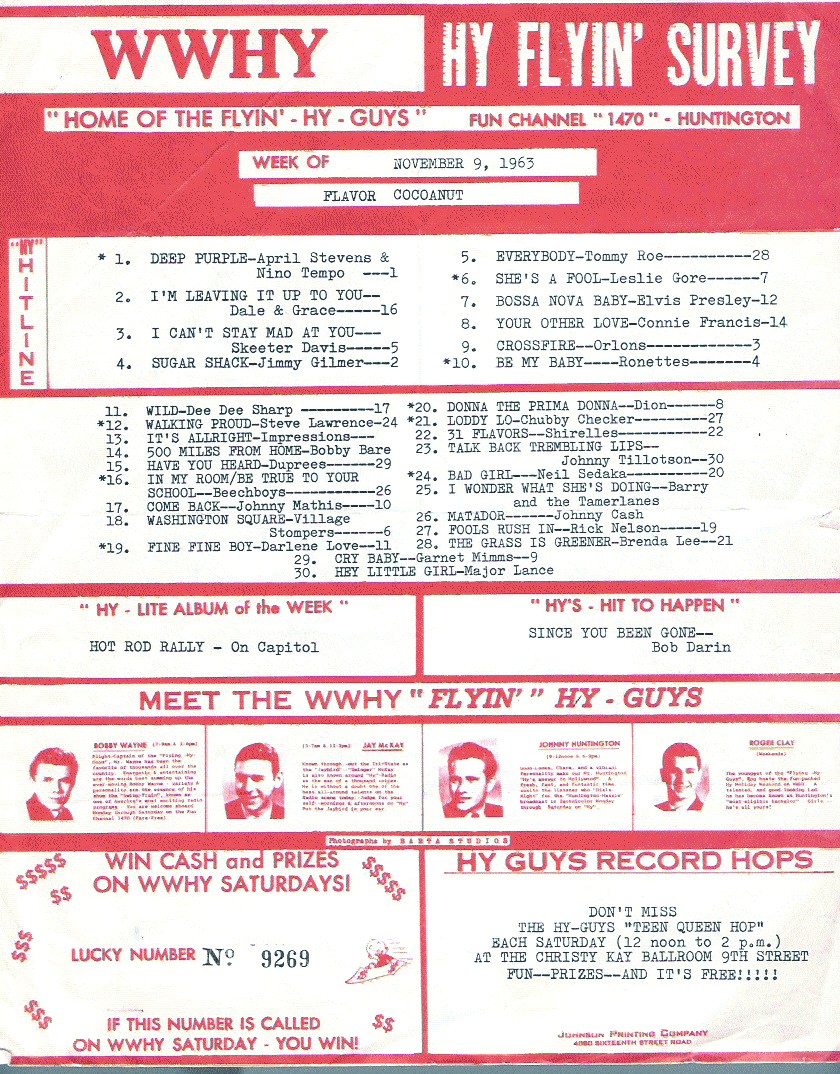 WWHY
HY FLYIN' SURVEY
" HOME OF THE FLYIN' - HY - GUYS "
FUN CHANNEL " 1470 " - HUNTINGTON
WEEK OF NOVEMBER 9, 1963
FLAVOR COCOANUT
"HY" HITLINE
* 1. DEEP PURPLE-April Stevens &
Nino Tempo ---1
2. I'M LEAVING IT UP TO YOU--
Dale & Grace-----16
3. I CAN'T STAY MAD AT YOU---
Skeeter Davis-----5
4. SUGAR SHACK-Jimmy Gilmer---2
5. EVERYBODY-Tommy Roe----------28
*6. SHE'S A FOOL-Leslie Gore------7
7. BOSSA NOVA BABY-Elvis Presley-12
8. YOUR OTHER LOVE-Connie Francis-14
9. CROSSFIRE-Orlons--------------3
*10. BE MY BABY----Ronettes-------4
11. WILD-Dee Dee Sharp ---------17
*12. WALKING PROUD-Steve Lawrence-24
13. IT'S ALLRIGHT-Impressions---
14. 500 MILES FROM HOME-Bobby Bare
15. HAVE YOU HEARD-Duprees------29
*16. IN MY ROOM/BE TRUE TO YOUR
SCHOOL--Beechboys-----------26
17. COME BACK--Johnny Mathis----10
18. WASHINGTON SQUARE-Village
Stompers------6
*19. FINE FINE BOY-Darlene Love--11
*20. DONNA THE PRIMA DONNA--Dion------8
*21. LODDY LO-Chubby Checker---------27
22. 31 FLAVORS--Shirelles-----------22
23. TALK BACK TREMBLING LIPS--
Johnny Tillotson--30
*24. BAD GIRL---Neil Sedaka----------20
25. I WONDER WHAT SHE'S DOING--Barry
and the Tamerlanes
26. MATADOR-------Johnny Cash
27. FOOLS RUSH IN--Rick Nelson-----19
28. THE GRASS IS GREENER-Brenda Lee--21
29. CRY BABY--Garnet Mimms--9
30. HEY LITTLE GIRL-Major Lance
" HY - LITE ALBUM of the WEEK "
HOT ROD RALLY - On Capitol
" HY'S - HIT TO HAPPEN "
SINCE YOU BEEN GONE--
Bob Darin
MEET THE WWHY "FLYIN' " HY - GUYS
BOBBY WAYNE
JAY McKAY
JOHNNY HUNTINGTON
ROGER CLAY
(Weekends)
Photographs by BARTA STUDIOS
$$$$$
$$
WIN CASH and PRIZES
ON WWHY SATURDAYS!
$$$$$
$$$
LUCKY NUMBER Nº 9269
$$$
IF THIS NUMBER IS CALLED
ON WWHY SATURDAY - YOU WIN!
$$
HY GUYS RECORD HOPS
DON'T MISS
THE HY-GUYS "TEEN QUEEN HOP"
EACH SATURDAY (12 noon to 2 p.m.)
AT THE CHRISTY KAY BALLROOM 9TH STREET
FUN--PRIZES--AND IT'S FREE!!!!!
JOHNSON PRINTING COMPANY
4080 SIXTEENTH STREET ROAD